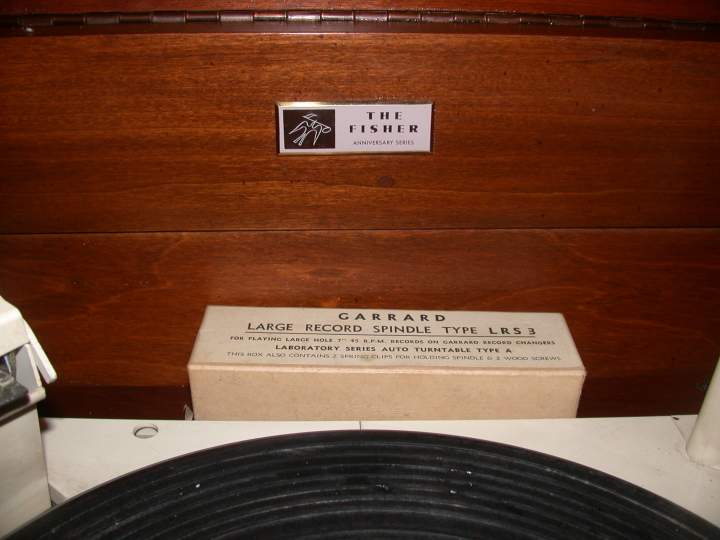 THE
FISHER
ANNIVERSARY SERIES
GARRARD
LARGE RECORD SPINDLE TYPE LRS 3
FOR PLAYING LARGE HOLE 7" 45 R.P.M. RECORDS ON GARRARD RECORD CHANGERS
LABORATORY SERIES AUTO TURNTABLE TYPE A
THIS BOX ALSO CONTAINS 2 SPRING CLIPS FOR HOLDING SPINDLE & 2 WOOD SCREWS